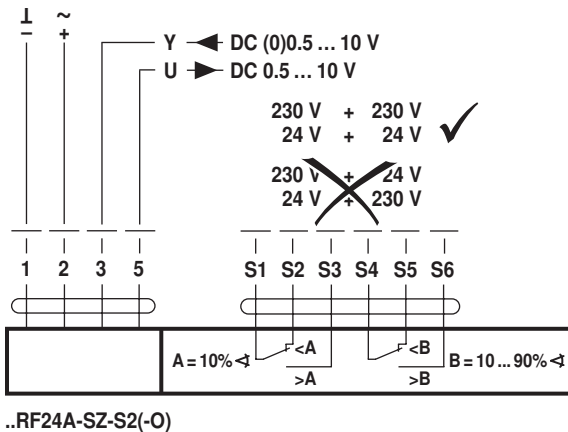 ⊥ ~
− +
Y DC (0)0.5 ... 10 V
U DC 0.5 ... 10 V
230 V + 230 V
24 V + 24 V
230 V + 24 V
24 V + 230 V
1 2 3 5 S1 S2 S3 S4 S5 S6
A = 10% ∢ <A <B B = 10 ... 90% ∢
>A >B
..RF24A-SZ-S2(-O)